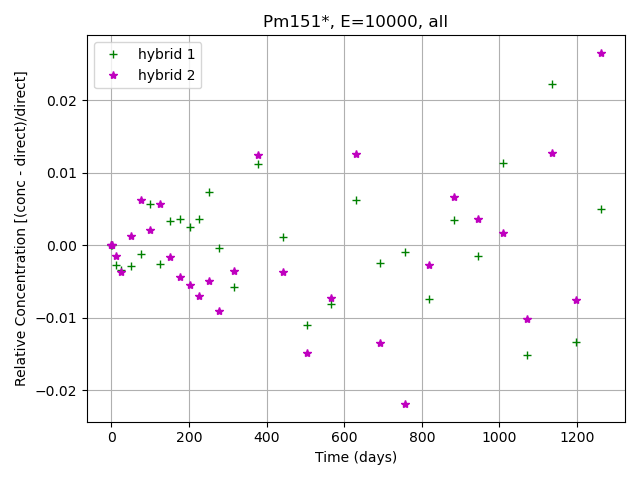 Pm151*, E=10000, all
hybrid 1
hybrid 2
Relative Concentration [(conc - direct)/direct]
0.02
0.01
0.00
−0.01
−0.02
0 200 400 600 800 1000 1200
Time (days)